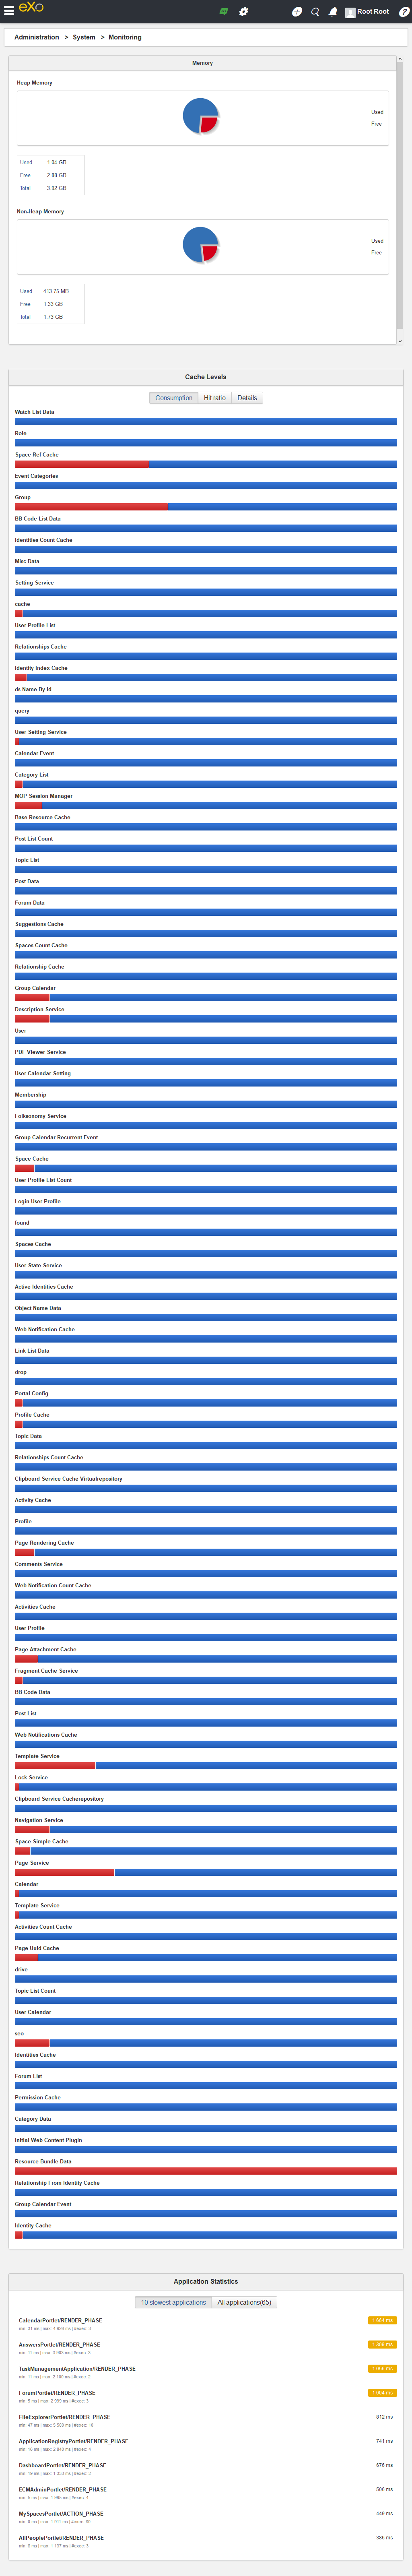 eXo
Root Root
?
Administration > System > Monitoring
Memory
Heap Memory
Used
Free
Used 1.04 GB
Free 2.88 GB
Total 3.92 GB
Non-Heap Memory
Used
Free
Used 413.75 MB
Free 1.33 GB
Total 1.73 GB
Cache Levels
Consumption Hit ratio Details
Watch List Data
Role
Space Ref Cache
Event Categories
Group
BB Code List Data
Identities Count Cache
Misc Data
Setting Service
cache
User Profile List
Relationships Cache
Identity Index Cache
ds Name By Id
query
User Setting Service
Calendar Event
Category List
MOP Session Manager
Base Resource Cache
Post List Count
Topic List
Post Data
Forum Data
Suggestions Cache
Spaces Count Cache
Relationship Cache
Group Calendar
Description Service
User
PDF Viewer Service
User Calendar Setting
Membership
Folksonomy Service
Group Calendar Recurrent Event
Space Cache
User Profile List Count
Login User Profile
found
Spaces Cache
User State Service
Active Identities Cache
Object Name Data
Web Notification Cache
Link List Data
drop
Portal Config
Profile Cache
Topic Data
Relationships Count Cache
Clipboard Service Cache Virtualrepository
Activity Cache
Profile
Page Rendering Cache
Comments Service
Web Notification Count Cache
Activities Cache
User Profile
Page Attachment Cache
Fragment Cache Service
BB Code Data
Post List
Web Notifications Cache
Template Service
Lock Service
Clipboard Service Cacherepository
Navigation Service
Space Simple Cache
Page Service
Calendar
Template Service
Activities Count Cache
Page Uuid Cache
drive
Topic List Count
User Calendar
seo
Identities Cache
Forum List
Permission Cache
Category Data
Initial Web Content Plugin
Resource Bundle Data
Relationship From Identity Cache
Group Calendar Event
Identity Cache
Application Statistics
10 slowest applications All applications(65)
CalendarPortlet/RENDER_PHASE
AnswersPortlet/RENDER_PHASE
TaskManagementApplication/RENDER_PHASE
ForumPortlet/RENDER_PHASE
FileExplorerPortlet/RENDER_PHASE 812 ms
ApplicationRegistryPortlet/RENDER_PHASE 741 ms
DashboardPortlet/RENDER_PHASE 676 ms
ECMAdminPortlet/RENDER_PHASE 506 ms
MySpacesPortlet/ACTION_PHASE 449 ms
AllPeoplePortlet/RENDER_PHASE 386 ms